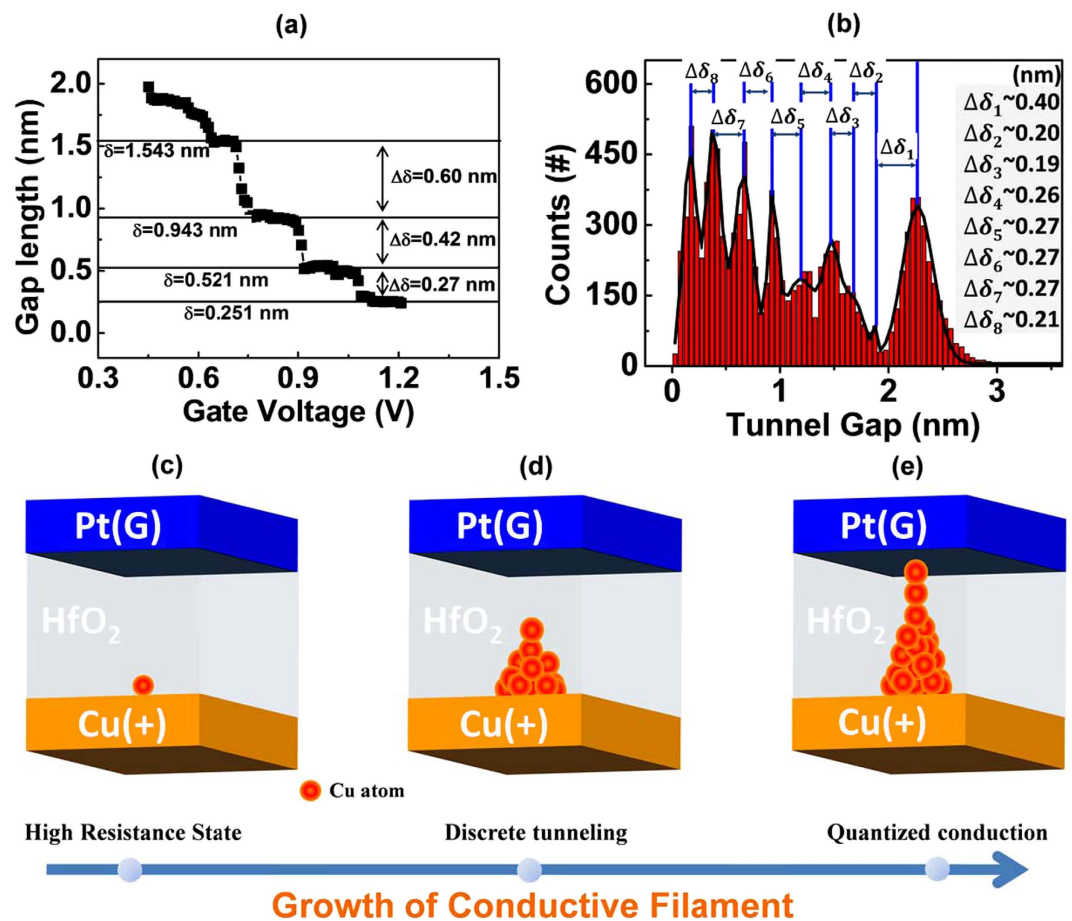 (a)
Gap length (nm)
2.0
1.5
1.0
0.5
0.0
δ=1.543 nm
δ=0.943 nm
δ=0.521 nm
δ=0.251 nm
Δδ=0.60 nm
Δδ=0.42 nm
Δδ=0.27 nm
0.3 0.6 0.9 1.2 1.5
Gate Voltage (V)
(b)
Counts (#)
600
450
300
150
0
Δδ₈ Δδ₆ Δδ₄ Δδ₂
Δδ₇ Δδ₅ Δδ₃ Δδ₁
(nm)
Δδ₁~0.40
Δδ₂~0.20
Δδ₃~0.19
Δδ₄~0.26
Δδ₅~0.27
Δδ₆~0.27
Δδ₇~0.27
Δδ₈~0.21
0 1 2 3
Tunnel Gap (nm)
(c)
Pt(G)
HfO₂
Cu(+)
(d)
Pt(G)
HfO₂
Cu(+)
(e)
Pt(G)
HfO₂
Cu(+)
Cu atom
High Resistance State
Discrete tunneling
Quantized conduction
Growth of Conductive Filament